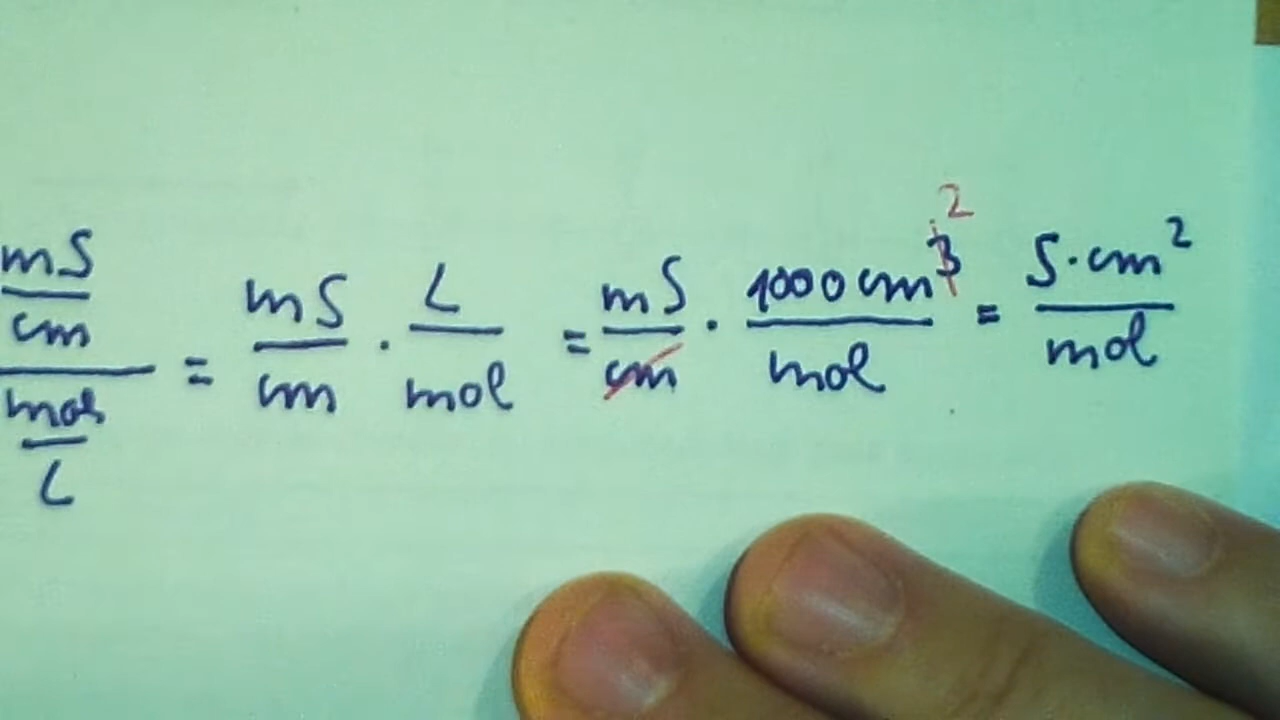 mS/cm / mol/L = mS/cm · L/mol = mS/cm · 1000 cm³ ² / mol = S·cm²/mol